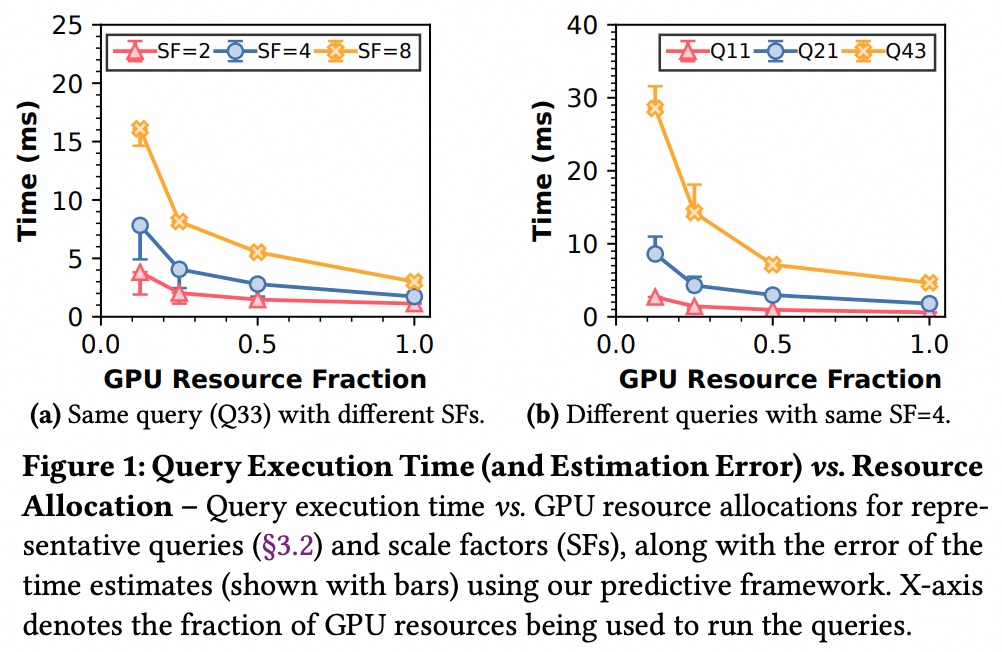 25
20
15
10
5
0
Time (ms)
SF=2 SF=4 SF=8
0.0 0.5 1.0
GPU Resource Fraction
(a) Same query (Q33) with different SFs.
40
30
20
10
0
Time (ms)
Q11 Q21 Q43
0.0 0.5 1.0
GPU Resource Fraction
(b) Different queries with same SF=4.
Figure 1: Query Execution Time (and Estimation Error) vs. Resource
Allocation – Query execution time vs. GPU resource allocations for repre-
sentative queries (§3.2) and scale factors (SFs), along with the error of the
time estimates (shown with bars) using our predictive framework. X-axis
denotes the fraction of GPU resources being used to run the queries.